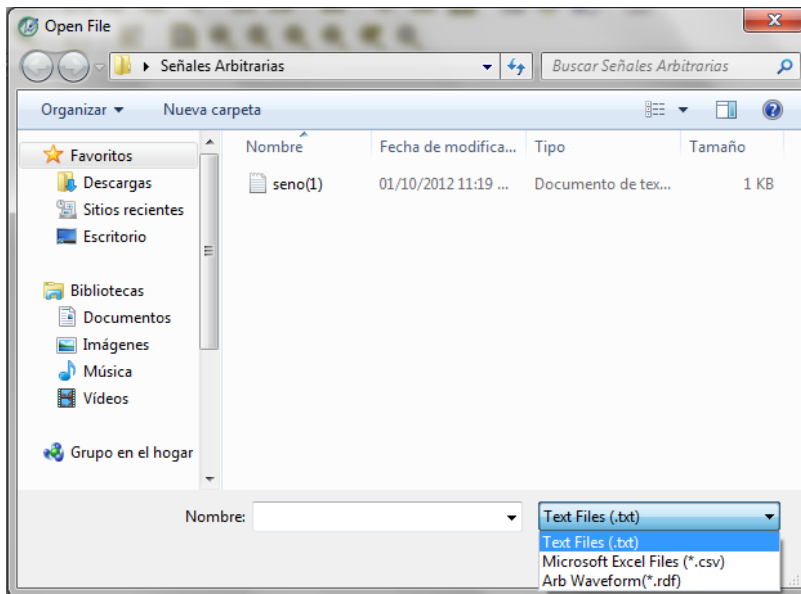 Open File
Señales Arbitrarias
Buscar Señales Arbitrarias
Organizar
Nueva carpeta
Nombre Fecha de modifica... Tipo Tamaño
seno(1) 01/10/2012 11:19 ... Documento de tex... 1 KB
Favoritos
Descargas
Sitios recientes
Escritorio
Bibliotecas
Documentos
Imágenes
Música
Vídeos
Grupo en el hogar
Nombre:
Text Files (.txt)
Text Files (.txt)
Microsoft Excel Files (*.csv)
Arb Waveform(*.rdf)